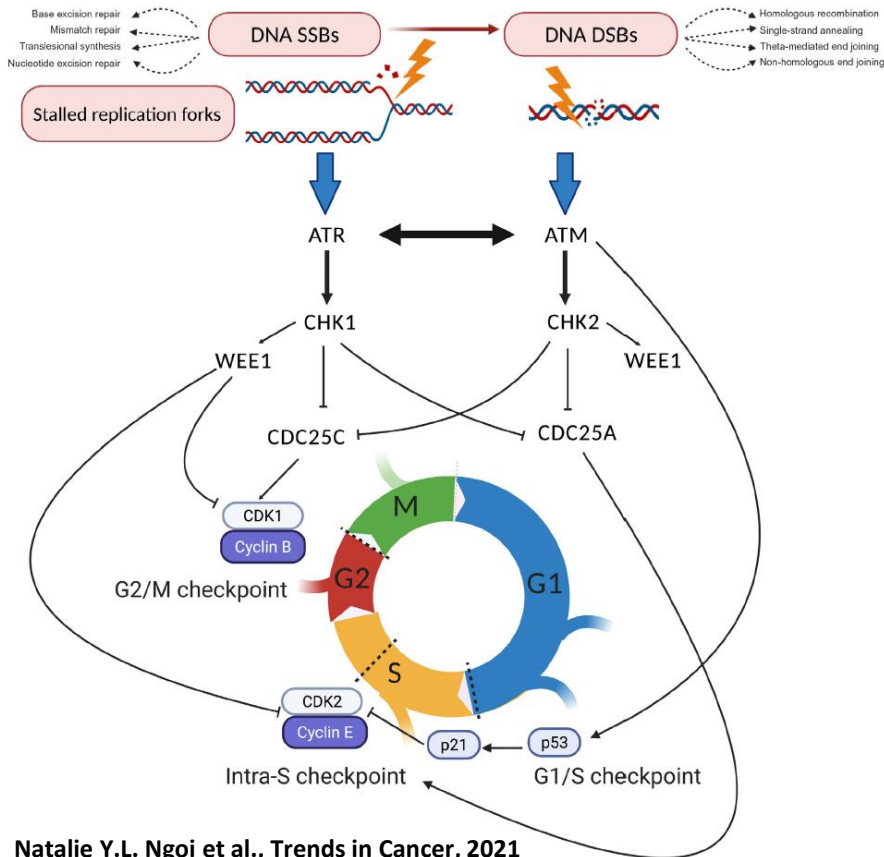 Base excision repair
Mismatch repair
Translesional synthesis
Nucleotide excision repair
DNA SSBs
DNA DSBs
Homologous recombination
Single-strand annealing
Theta-mediated end joining
Non-homologous end joining
Stalled replication forks
ATR
ATM
CHK1
CHK2
WEE1
WEE1
CDC25C
CDC25A
CDK1
Cyclin B
G2/M checkpoint
M
G2
G1
S
CDK2
Cyclin E
p21
p53
Intra-S checkpoint
G1/S checkpoint
Natalie Y.L. Ngoi et al., Trends in Cancer, 2021